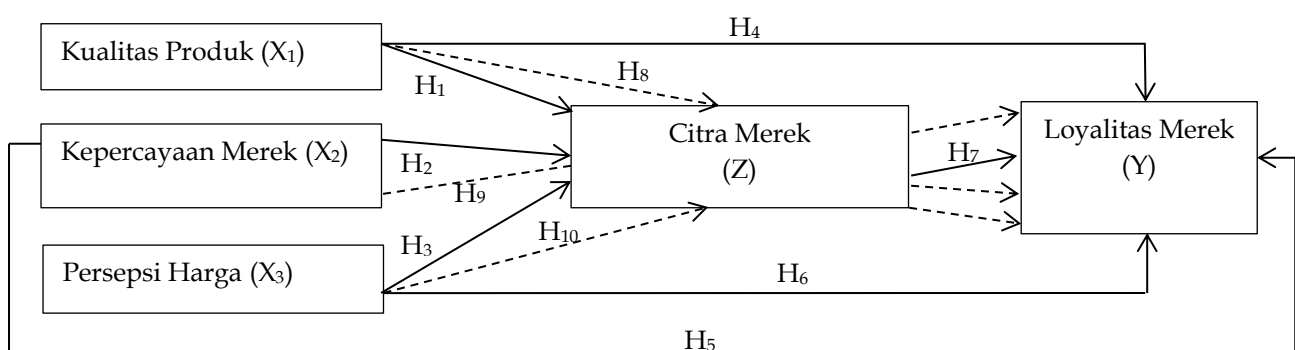 H4
Kualitas Produk (X1)
H8
H1
Citra Merek
(Z)
Loyalitas Merek
(Y)
Kepercayaan Merek (X2)
H2
H7
H9
H3
H10
Persepsi Harga (X3)
H6
H5